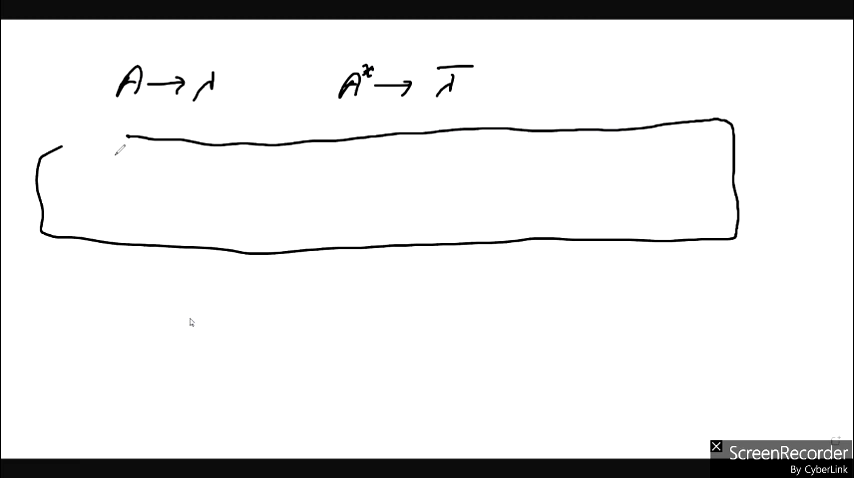 A → λ A* → λ̅
ScreenRecorder
By CyberLink